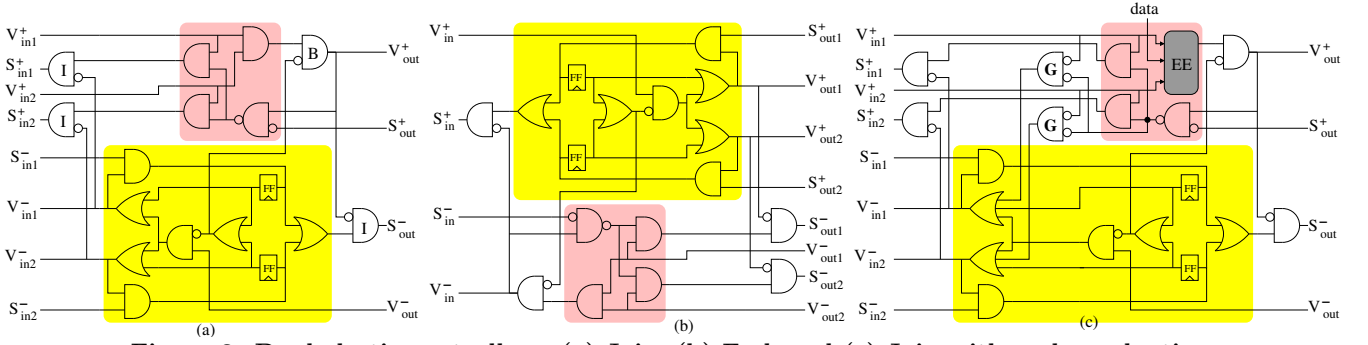 data
V+in1
S+in1
V+in2
S+in2
I
I
B
V+out
S+out
S−in1
V−in1
V−in2
S−in2
FF
FF
I
S−out
V−out
(a)
V+in
S+in
S−in
V−in
FF
FF
S+out1
V+out1
V+out2
S+out2
S−out1
V−out1
S−out2
V−out2
(b)
V+in1
S+in1
V+in2
S+in2
G
G
EE
V+out
S+out
S−in1
V−in1
V−in2
S−in2
FF
FF
S−out
V−out
(c)